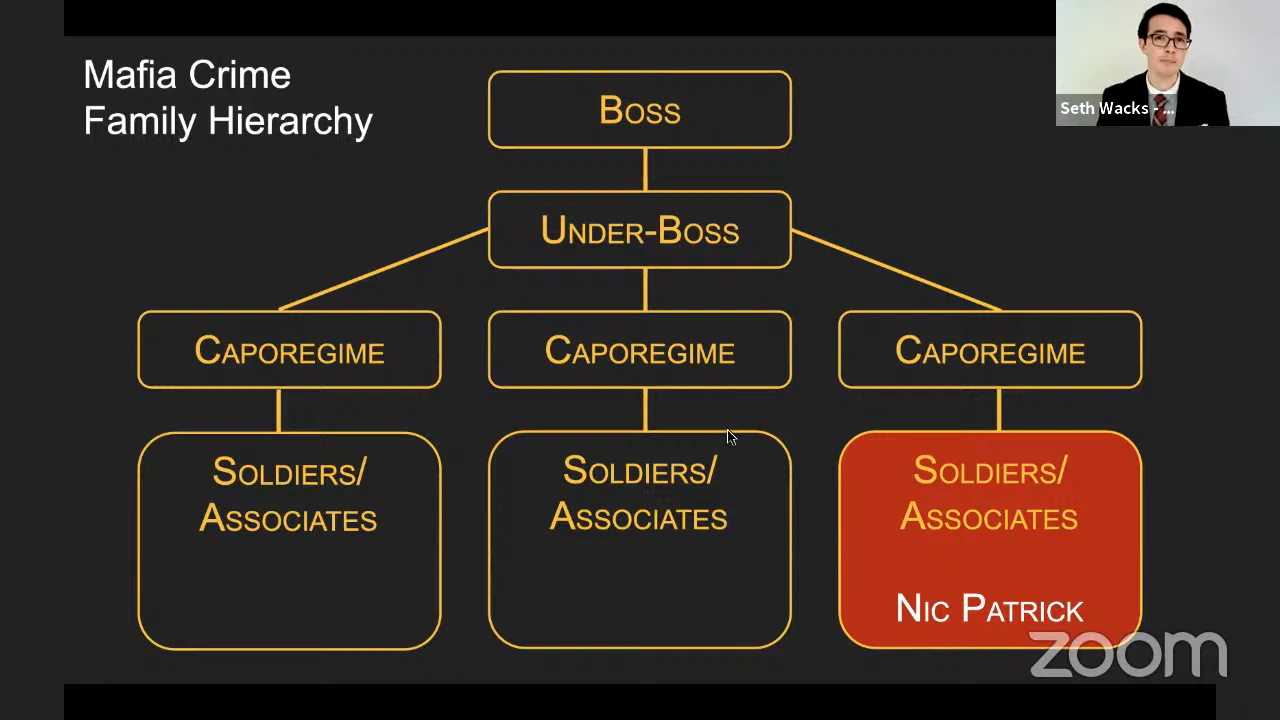 Mafia Crime
Family Hierarchy
Boss
Seth Wacks - ...
Under-Boss
Caporegime
Caporegime
Caporegime
Soldiers/
Associates
Soldiers/
Associates
Soldiers/
Associates
Nic Patrick
zoom